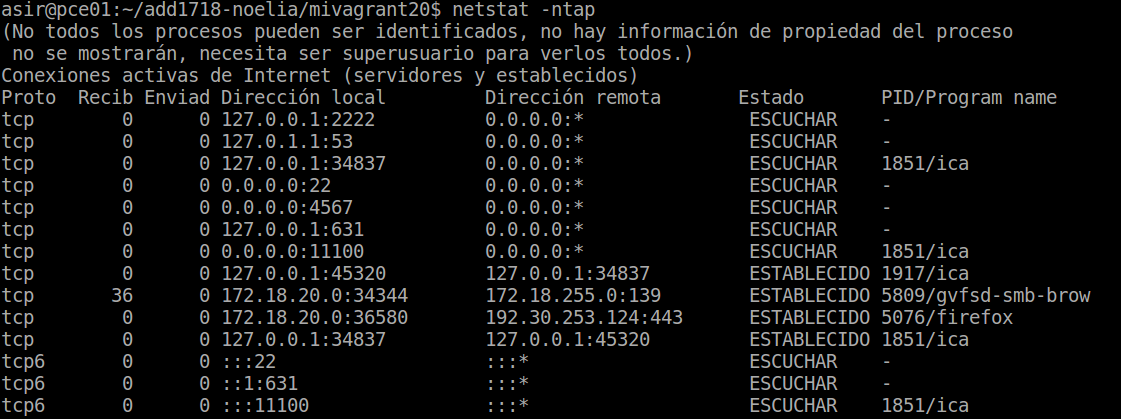 asir@pce01:~/add1718-noelia/mivagrant20$ netstat -ntap
(No todos los procesos pueden ser identificados, no hay información de propiedad del proceso
 no se mostrarán, necesita ser superusuario para verlos todos.)
Conexiones activas de Internet (servidores y establecidos)
Proto  Recib Enviad Dirección local         Dirección remota       Estado       PID/Program name
tcp        0      0 127.0.0.1:2222          0.0.0.0:*               ESCUCHAR    -
tcp        0      0 127.0.1.1:53            0.0.0.0:*               ESCUCHAR    -
tcp        0      0 127.0.0.1:34837         0.0.0.0:*               ESCUCHAR    1851/ica
tcp        0      0 0.0.0.0:22              0.0.0.0:*               ESCUCHAR    -
tcp        0      0 0.0.0.0:4567            0.0.0.0:*               ESCUCHAR    -
tcp        0      0 127.0.0.1:631           0.0.0.0:*               ESCUCHAR    -
tcp        0      0 0.0.0.0:11100           0.0.0.0:*               ESCUCHAR    1851/ica
tcp        0      0 127.0.0.1:45320         127.0.0.1:34837         ESTABLECIDO 1917/ica
tcp       36      0 172.18.20.0:34344       172.18.255.0:139        ESTABLECIDO 5809/gvfsd-smb-brow
tcp        0      0 172.18.20.0:36580       192.30.253.124:443      ESTABLECIDO 5076/firefox
tcp        0      0 127.0.0.1:34837         127.0.0.1:45320         ESTABLECIDO 1851/ica
tcp6       0      0 :::22                   :::*                    ESCUCHAR    -
tcp6       0      0 ::1:631                 :::*                    ESCUCHAR    -
tcp6       0      0 :::11100                :::*                    ESCUCHAR    1851/ica